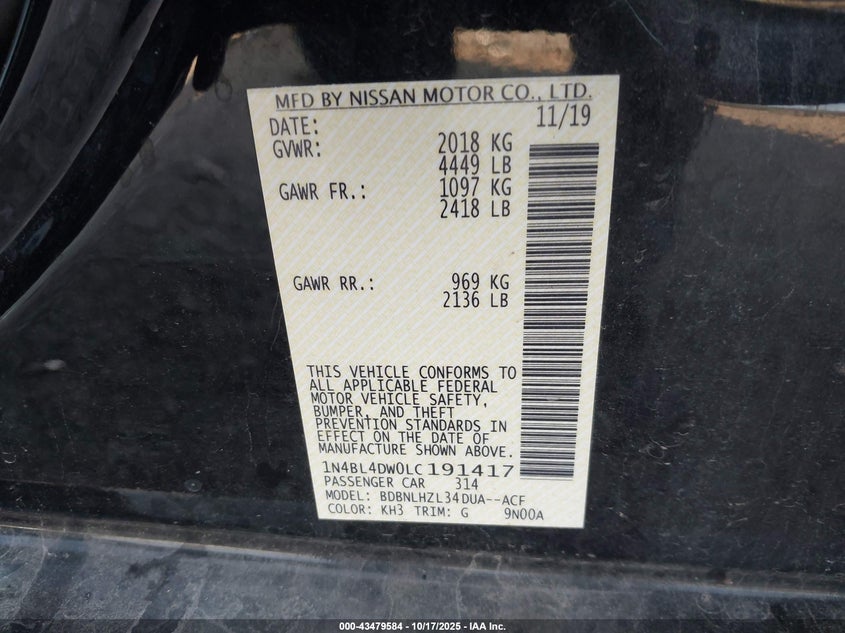 MFD BY NISSAN MOTOR CO., LTD.
DATE: 11/19
GVWR: 2018 KG
4449 LB
GAWR FR.: 1097 KG
2418 LB
GAWR RR.: 969 KG
2136 LB
THIS VEHICLE CONFORMS TO
ALL APPLICABLE FEDERAL
MOTOR VEHICLE SAFETY,
BUMPER, AND THEFT
PREVENTION STANDARDS IN
EFFECT ON THE DATE OF
MANUFACTURE SHOWN ABOVE.
1N4BL4DW0LC191417
PASSENGER CAR 314
MODEL: BDBNLHZL34DUA--ACF
COLOR: KH3 TRIM: G 9N00A
000-43479584 - 10/17/2025 - IAA Inc.